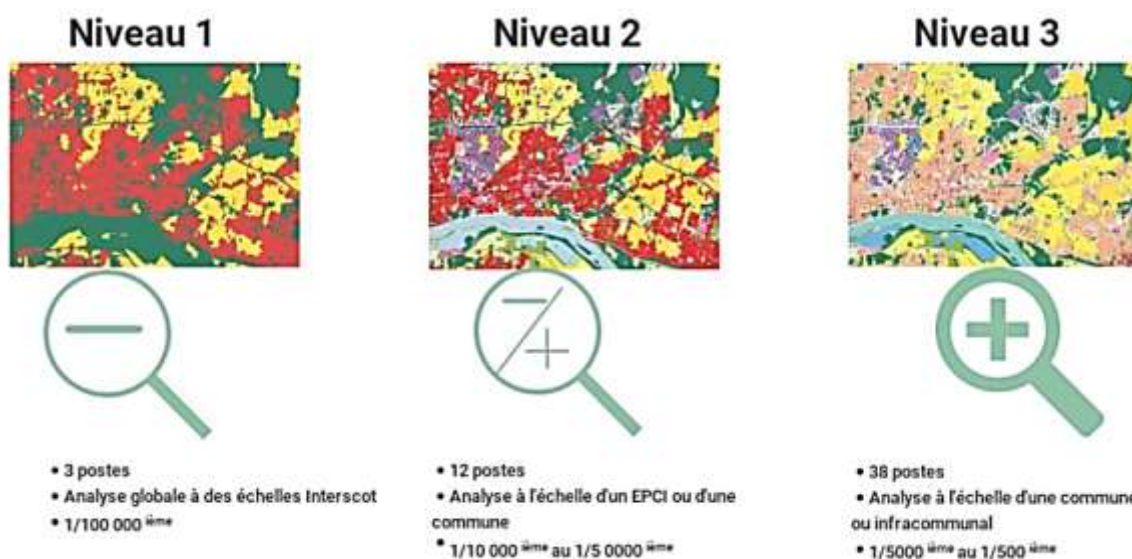 Niveau 1
Niveau 2
Niveau 3
• 3 postes
• Analyse globale à des échelles Interscot
• 1/100 000 ième
• 12 postes
• Analyse à l'échelle d'un EPCI ou d'une
commune
• 1/10 000 ième au 1/5 0000 ième
• 38 postes
• Analyse à l'échelle d'une commune
ou infracommunal
• 1/5000 ième au 1/500 ième